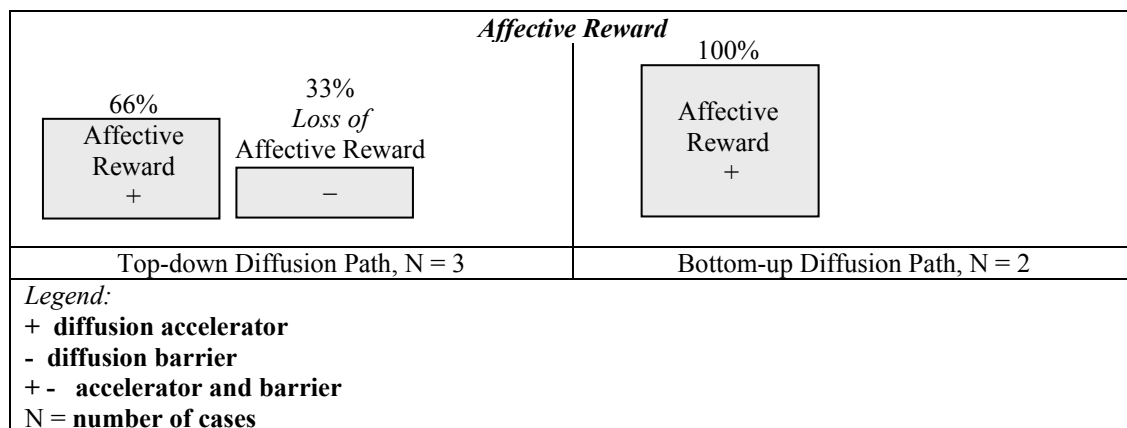 Affective Reward
66%
Affective
Reward
+
33%
Loss of
Affective Reward
−
100%
Affective
Reward
+
Top-down Diffusion Path, N = 3
Bottom-up Diffusion Path, N = 2
Legend:
+ diffusion accelerator
- diffusion barrier
+ - accelerator and barrier
N = number of cases